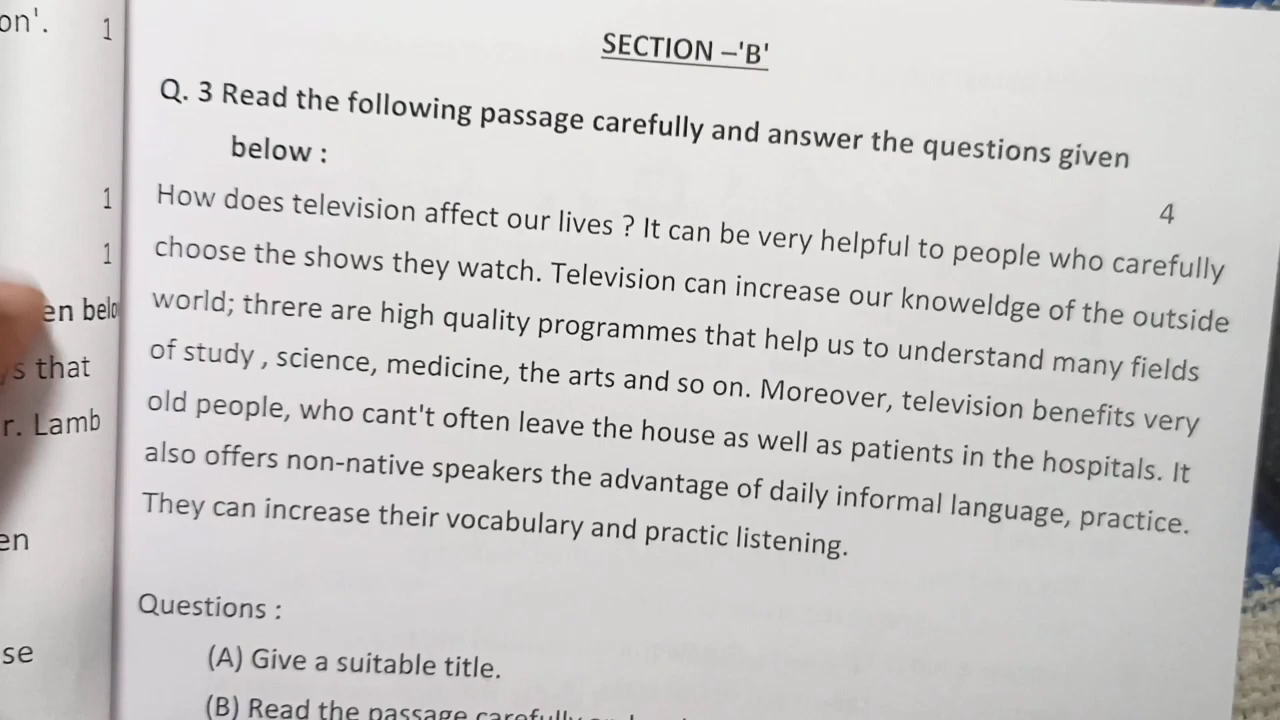 on'. 1
1
1
en belo
s that
r. Lamb
en
se
SECTION –'B'
Q. 3 Read the following passage carefully and answer the questions given
below :
4
How does television affect our lives ? It can be very helpful to people who carefully
choose the shows they watch. Television can increase our knoweldge of the outside
world; threre are high quality programmes that help us to understand many fields
of study , science, medicine, the arts and so on. Moreover, television benefits very
old people, who cant't often leave the house as well as patients in the hospitals. It
also offers non-native speakers the advantage of daily informal language, practice.
They can increase their vocabulary and practic listening.
Questions :
(A) Give a suitable title.
(B) Read the passage carefully